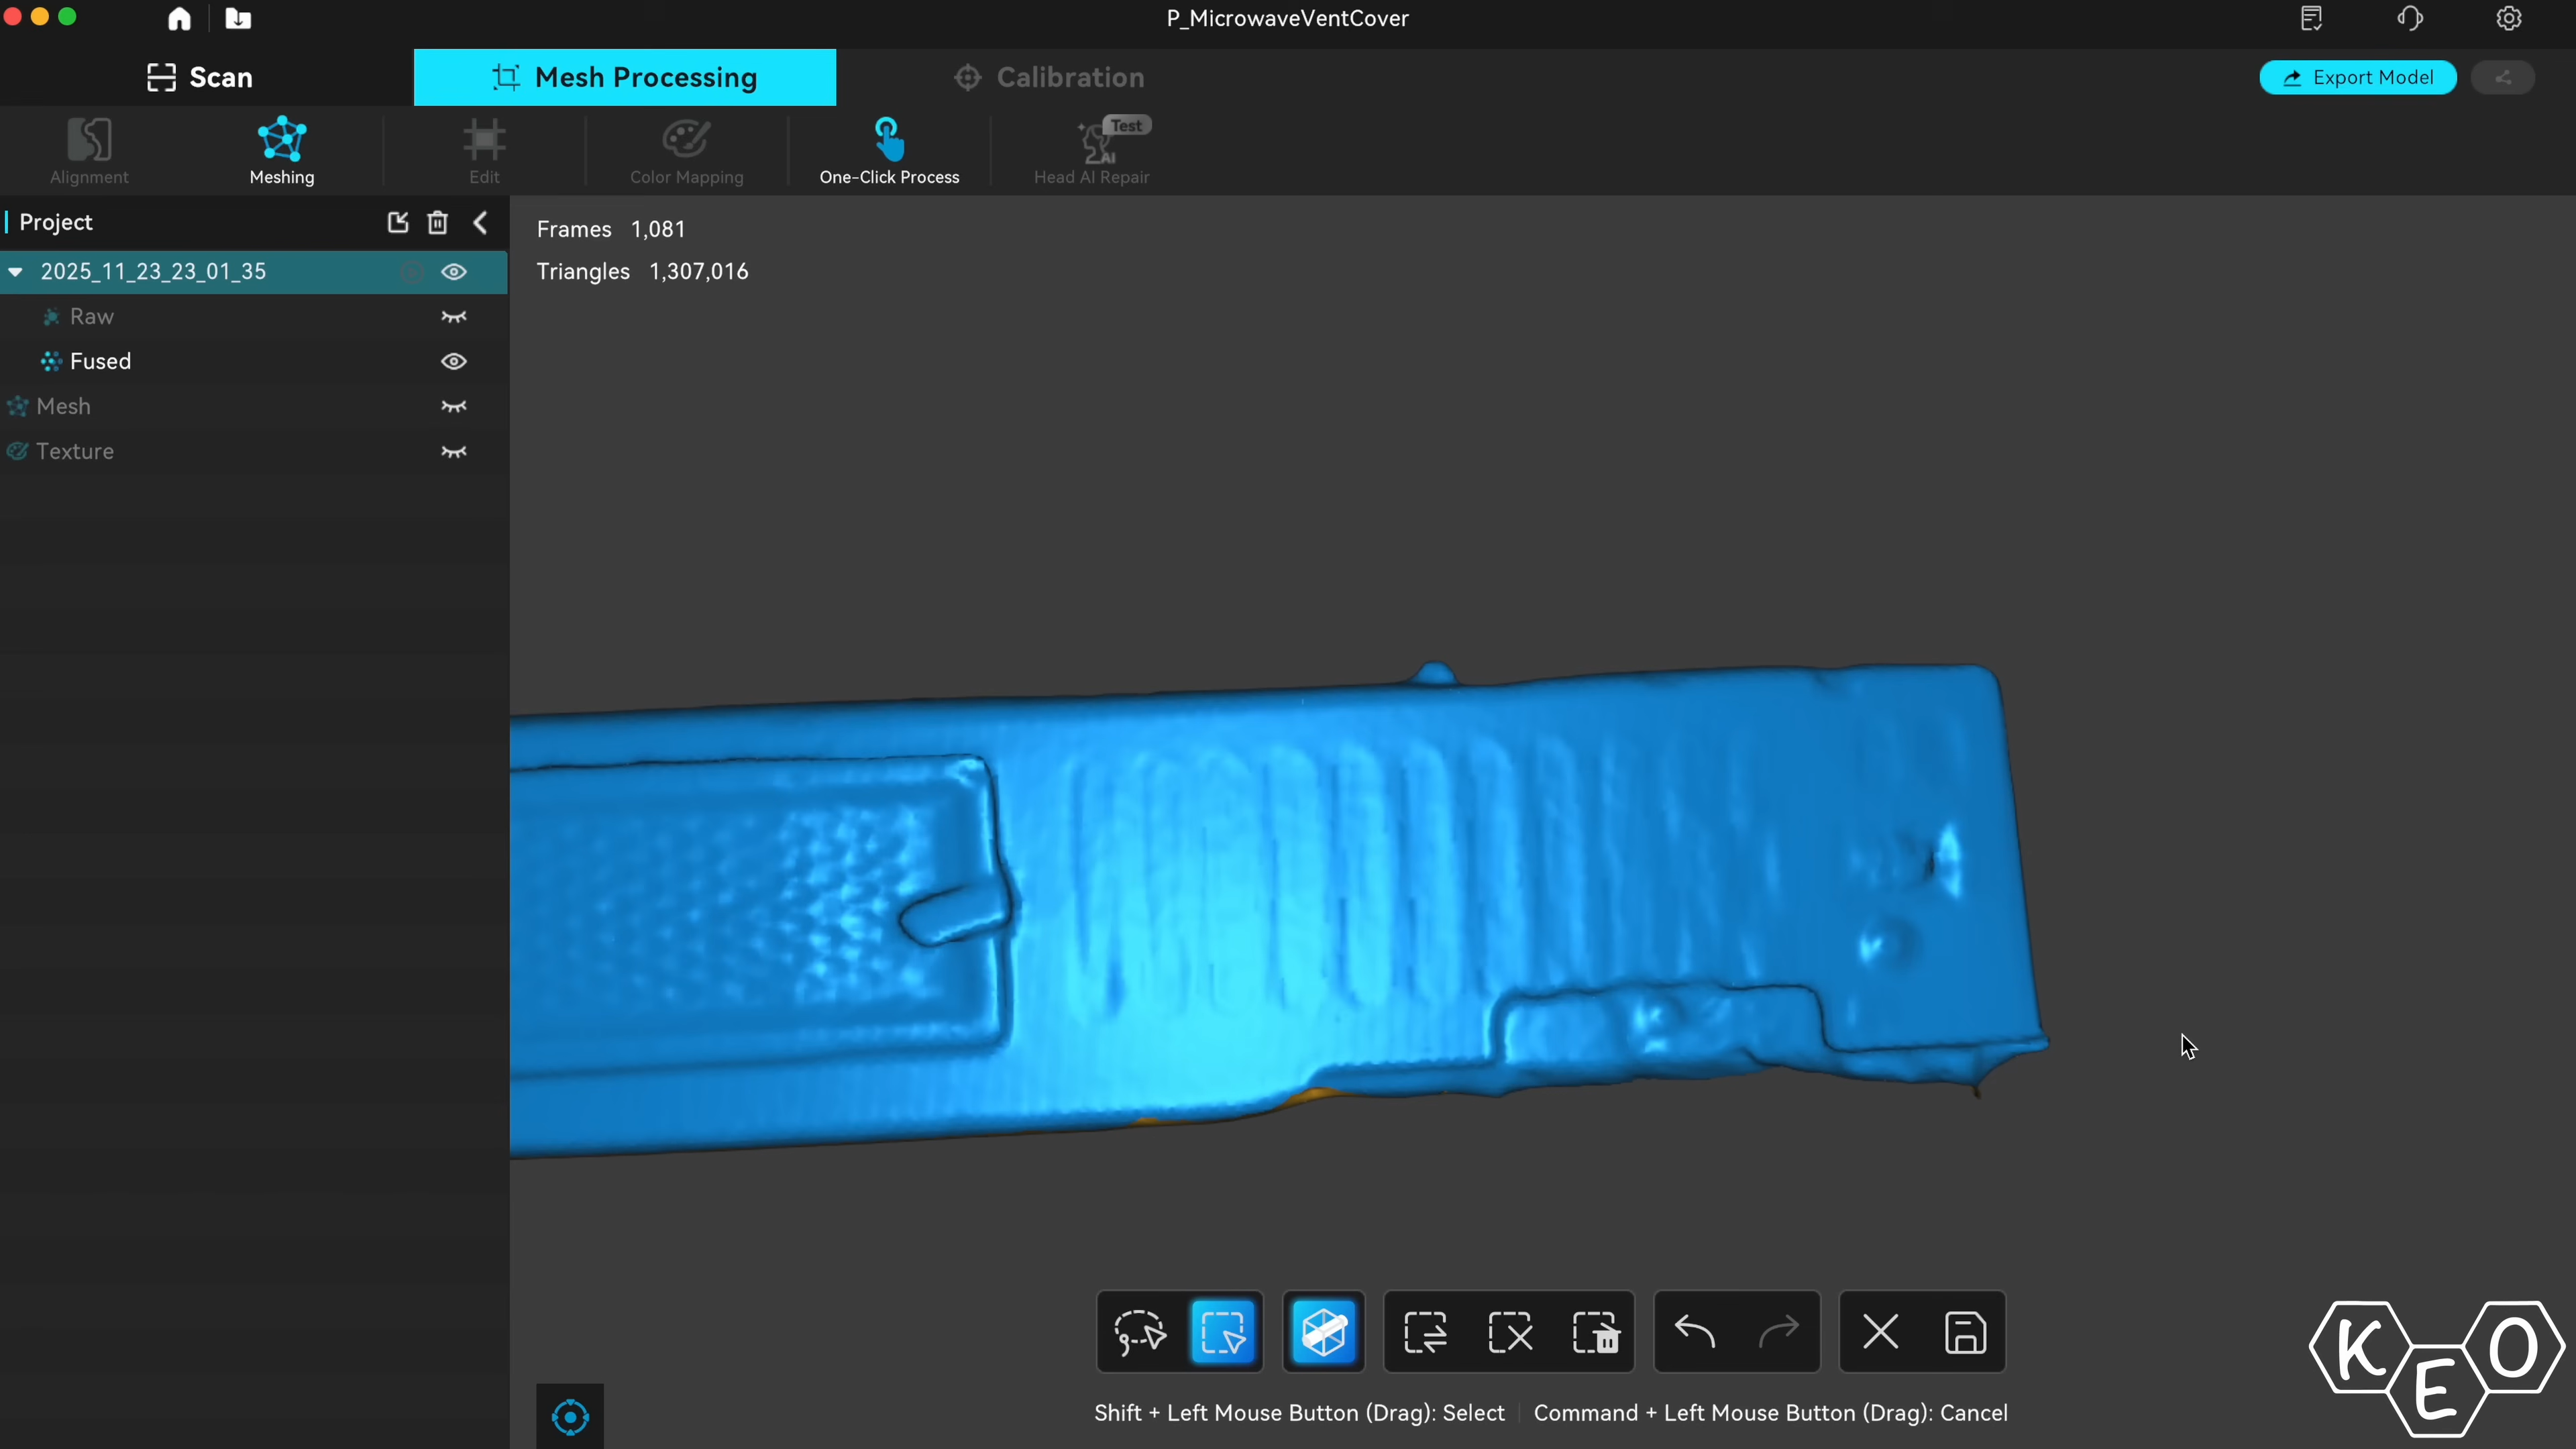 P_MicrowaveVentCover
Scan
Mesh Processing
Calibration
Export Model
Alignment
Meshing
Edit
Color Mapping
One-Click Process
Test
AI
Head AI Repair
Project
Frames 1,081
2025_11_23_23_01_35
Triangles 1,307,016
Raw
Fused
Mesh
Texture
Shift + Left Mouse Button (Drag): Select
Command + Left Mouse Button (Drag): Cancel
KEO